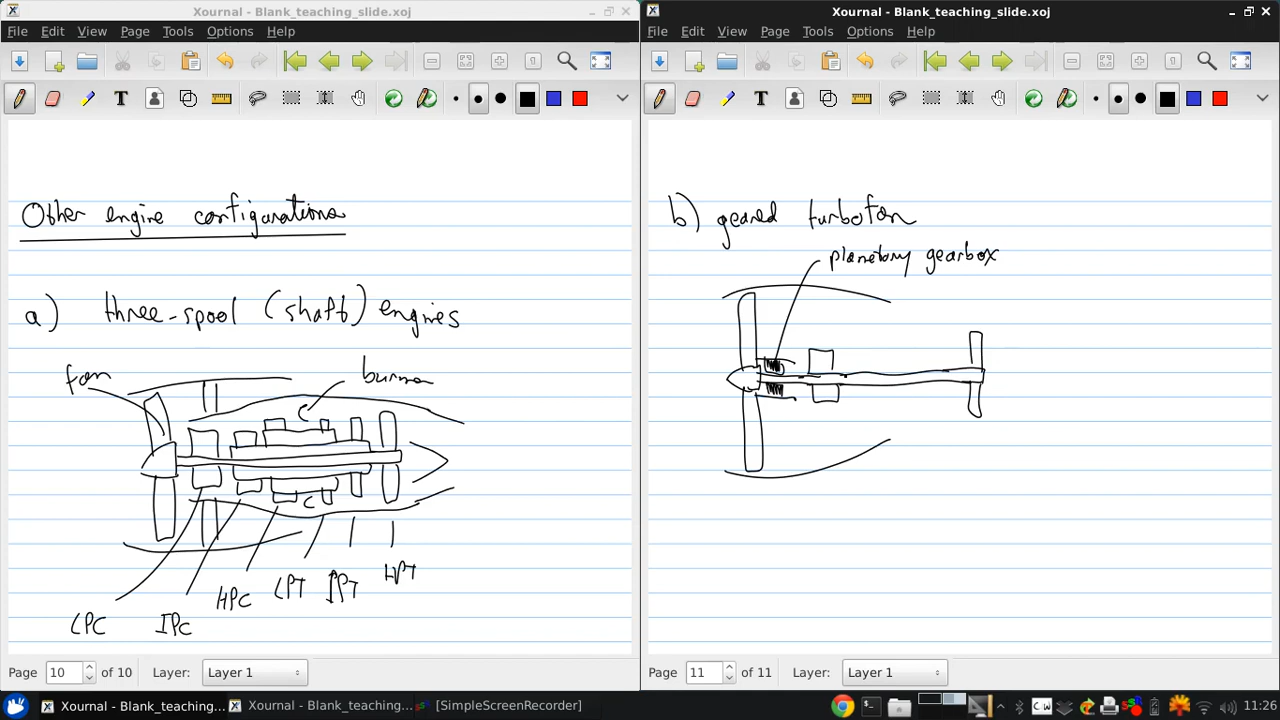 Xournal - Blank_teaching_slide.xoj
File Edit View Page Tools Options Help
Other engine configurations
a) three-spool (shaft) engines
fan
burner
LPC
IPC
HPC
LPT
IPT
HPT
Page 10 of 10 Layer: Layer 1
Xournal - Blank_teaching_slide.xoj
File Edit View Page Tools Options Help
b) geared turbofan
planetary gearbox
Page 11 of 11 Layer: Layer 1
Xournal - Blank_teaching... Xournal - Blank_teaching... [SimpleScreenRecorder] 11:26